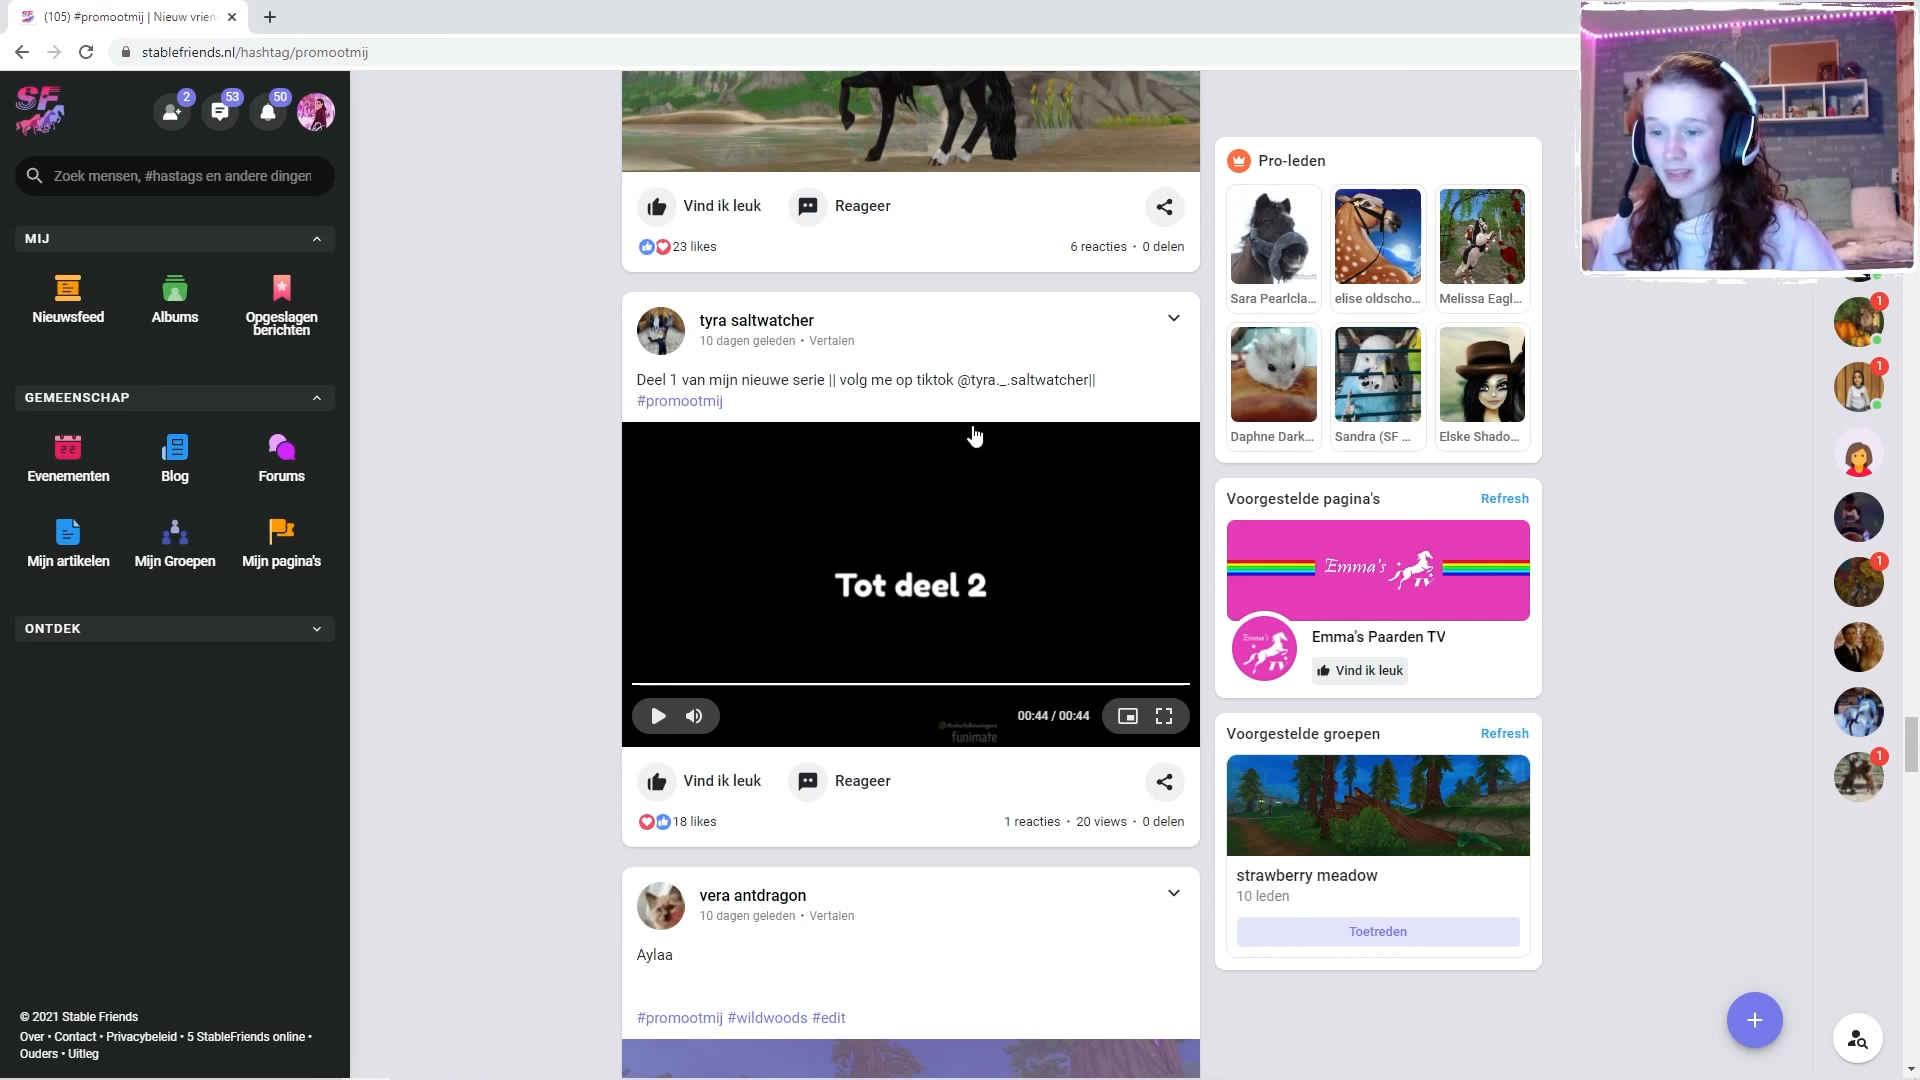 (105) #promootmij | Nieuw vrien
stablefriends.nl/hashtag/promootmij
SF
2
53
50
Zoek mensen, #hastags en andere dingen
MIJ
Nieuwsfeed
Albums
Opgeslagen
berichten
GEMEENSCHAP
Evenementen
Blog
Forums
Mijn artikelen
Mijn Groepen
Mijn pagina's
ONTDEK
© 2021 Stable Friends
Over • Contact • Privacybeleid • 5 StableFriends online •
Ouders • Uitleg
Vind ik leuk
Reageer
23 likes
6 reacties • 0 delen
tyra saltwatcher
10 dagen geleden • Vertalen
Deel 1 van mijn nieuwe serie || volg me op tiktok @tyra._.saltwatcher||
#promootmij
Tot deel 2
00:44 / 00:44
funimate
Vind ik leuk
Reageer
18 likes
1 reacties • 20 views • 0 delen
vera antdragon
10 dagen geleden • Vertalen
Aylaa
#promootmij #wildwoods #edit
Pro-leden
Sara Pearlcla...
elise oldscho...
Melissa Eagl...
Daphne Dark...
Sandra (SF ...
Elske Shado...
Voorgestelde pagina's
Refresh
Emma's
Emma's
Emma's Paarden TV
Vind ik leuk
Voorgestelde groepen
Refresh
strawberry meadow
10 leden
Toetreden
1
1
1
1